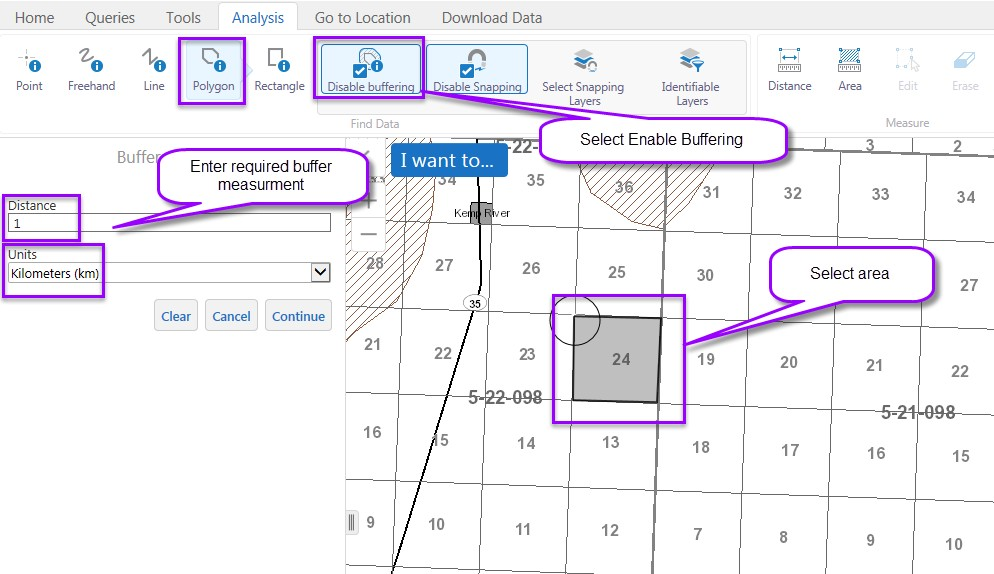 Home Queries Tools Analysis Go to Location Download Data
Point Freehand Line Polygon Rectangle Disable buffering Disable Snapping Select Snapping Layers Identifiable Layers Distance Area Edit Erase
Find Data Measure
Select Enable Buffering
Buffer
Enter required buffer
measurment
I want to...
Distance
1
Units
Kilometers (km)
Clear Cancel Continue
Select area
5-22- 3 2
34 35 36 31 32 33 34
Kemp River
28 27 26 25 30 27
35
21 22 23 24 19 20 21 22
5-22-098 5-21-098
16 15 14 13 18 17 16 15
9 10 11 12 7 8 9 10